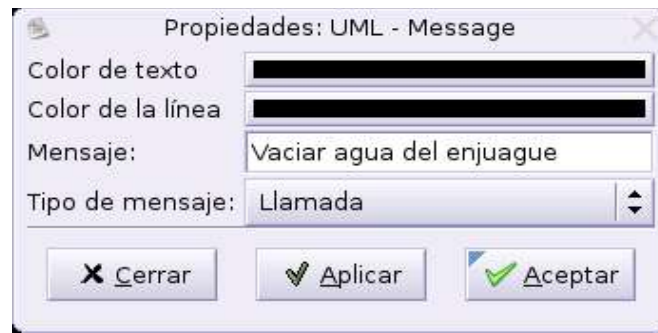 Propiedades: UML - Message
Color de texto
Color de la línea
Mensaje: Vaciar agua del enjuague
Tipo de mensaje: Llamada
Cerrar Aplicar Aceptar